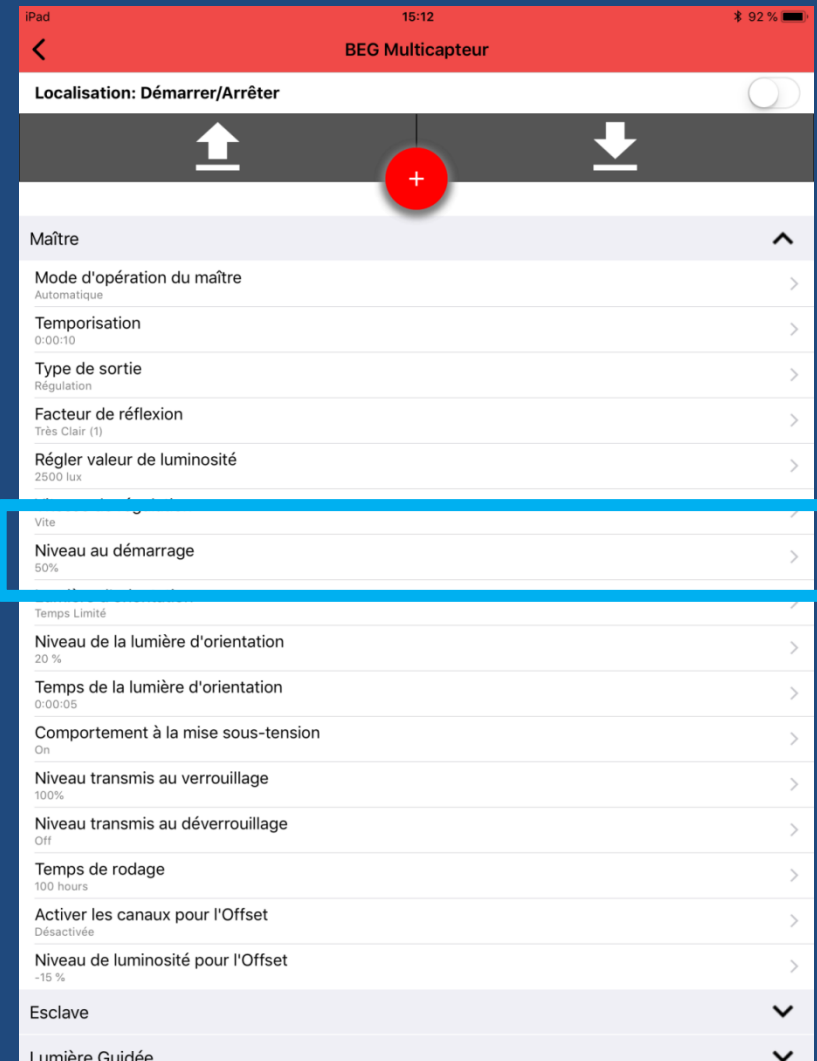 iPad 15:12 92 %
BEG Multicapteur
Localisation: Démarrer/Arrêter
+
Maître
Mode d'opération du maître
Automatique
Temporisation
0:00:10
Type de sortie
Régulation
Facteur de réflexion
Très Clair (1)
Régler valeur de luminosité
2500 lux
Vite
Niveau au démarrage
50%
Temps Limité
Niveau de la lumière d'orientation
20 %
Temps de la lumière d'orientation
0:00:05
Comportement à la mise sous-tension
On
Niveau transmis au verrouillage
100%
Niveau transmis au déverrouillage
Off
Temps de rodage
100 hours
Activer les canaux pour l'Offset
Désactivée
Niveau de luminosité pour l'Offset
-15 %
Esclave
Lumière Guidée